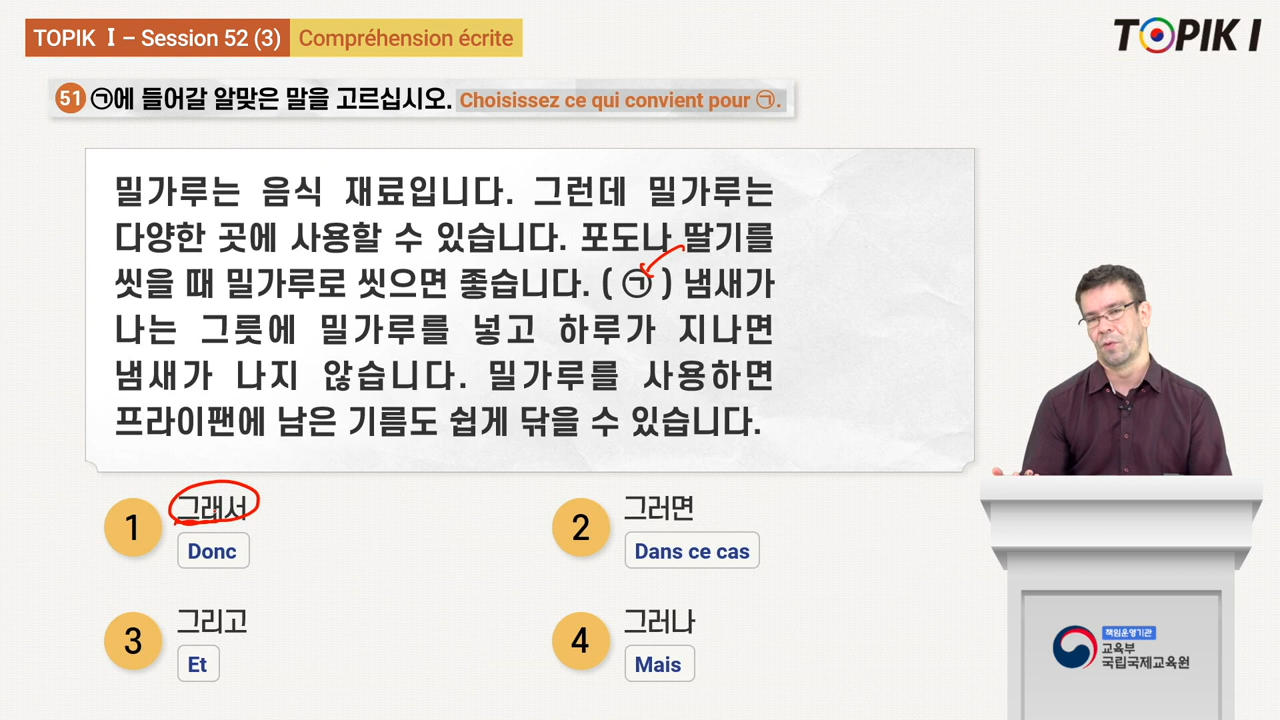 TOPIK Ⅰ – Session 52 (3) Compréhension écrite
TOPIK I
51 ㉠에 들어갈 알맞은 말을 고르십시오. Choisissez ce qui convient pour ㉠.
밀가루는 음식 재료입니다. 그런데 밀가루는
다양한 곳에 사용할 수 있습니다. 포도나 딸기를
씻을 때 밀가루로 씻으면 좋습니다. ( ㉠ ) 냄새가
나는 그릇에 밀가루를 넣고 하루가 지나면
냄새가 나지 않습니다. 밀가루를 사용하면
프라이팬에 남은 기름도 쉽게 닦을 수 있습니다.
1 그래서
Donc
2 그러면
Dans ce cas
3 그리고
Et
4 그러나
Mais
책임운영기관
교육부
국립국제교육원